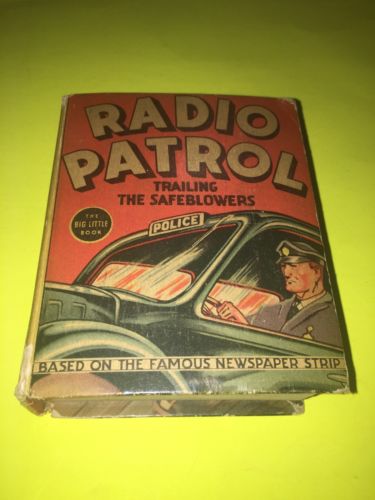 RADIO
PATROL
TRAILING
THE SAFEBLOWERS
THE
BIG LITTLE
BOOK
POLICE
BASED ON THE FAMOUS NEWSPAPER STRIP